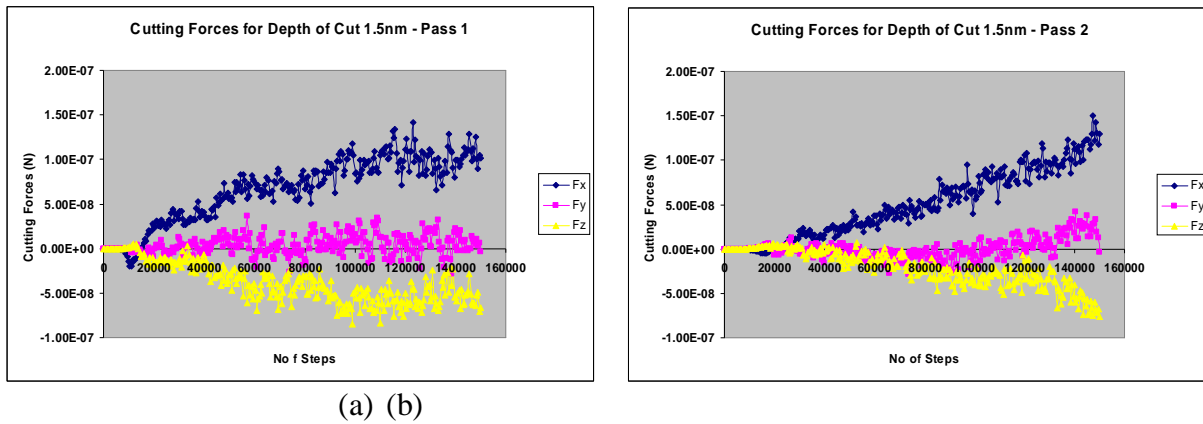 Cutting Forces for Depth of Cut 1.5nm - Pass 1
2.00E-07
1.50E-07
1.00E-07
5.00E-08
0.00E+00
-5.00E-08
-1.00E-07
Cutting Forces (N)
0 20000 40000 60000 80000 100000 120000 140000 160000
No f Steps
Fx
Fy
Fz
Cutting Forces for Depth of Cut 1.5nm - Pass 2
2.00E-07
1.50E-07
1.00E-07
5.00E-08
0.00E+00
-5.00E-08
-1.00E-07
Cutting Forces (N)
0 20000 40000 60000 80000 100000 120000 140000 160000
No of Steps
Fx
Fy
Fz
(a) (b)